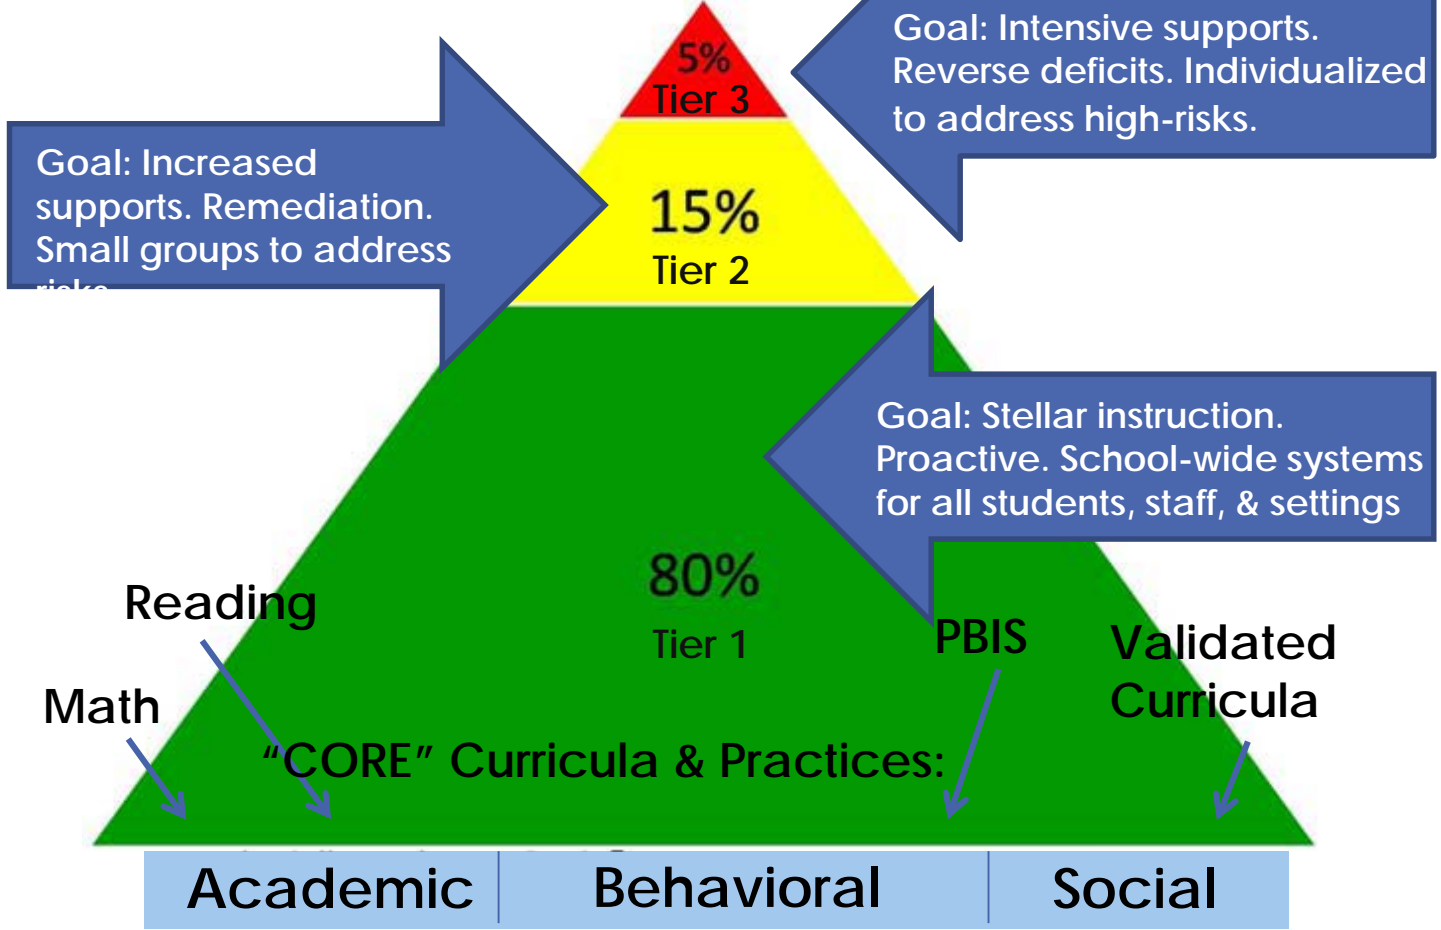 Goal: Intensive supports.
Reverse deficits. Individualized
to address high-risks.
5%
Tier 3
Goal: Increased
supports. Remediation.
Small groups to address
risks
15%
Tier 2
Goal: Stellar instruction.
Proactive. School-wide systems
for all students, staff, & settings
80%
Tier 1
Reading
Math
PBIS
Validated
Curricula
“CORE” Curricula & Practices:
Academic
Behavioral
Social